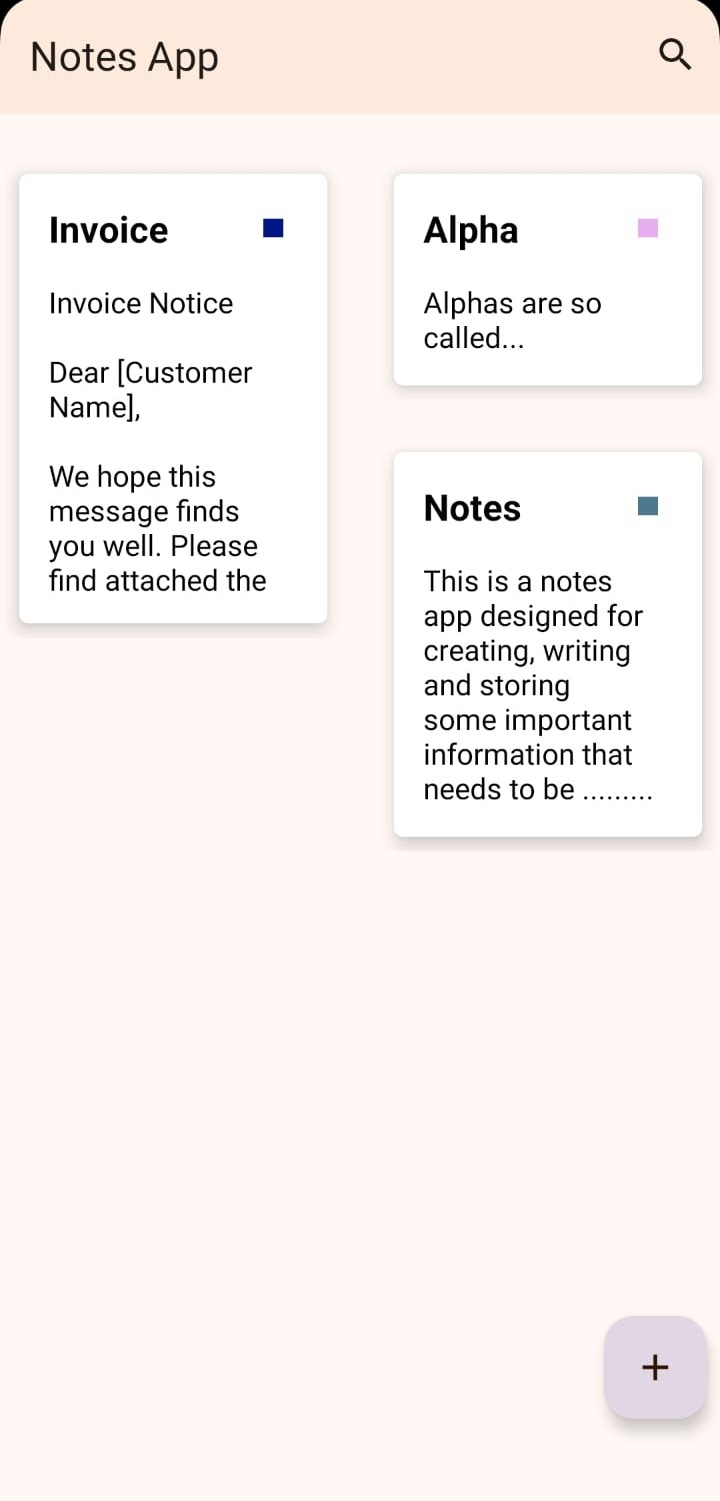 Notes App
Invoice
Invoice Notice
Dear [Customer
Name],
We hope this
message finds
you well. Please
find attached the
Alpha
Alphas are so
called...
Notes
This is a notes
app designed for
creating, writing
and storing
some important
information that
needs to be .........